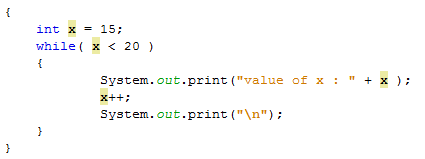 {
int x = 15;
while( x < 20 )
{
System.out.print("value of x : " + x );
x++;
System.out.print("\n");
}
}